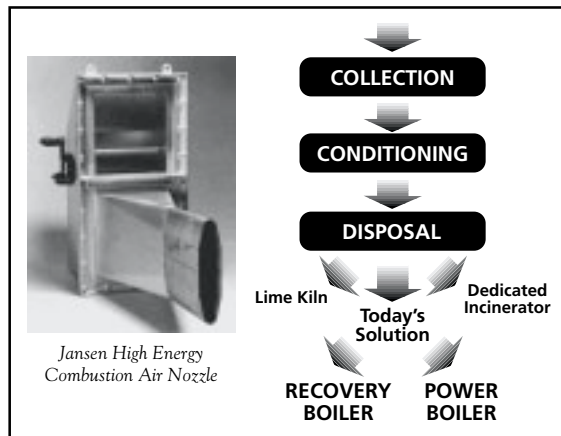 Jansen High Energy
Combustion Air Nozzle
COLLECTION
CONDITIONING
DISPOSAL
Lime Kiln
Dedicated
Incinerator
Today's
Solution
RECOVERY
BOILER
POWER
BOILER